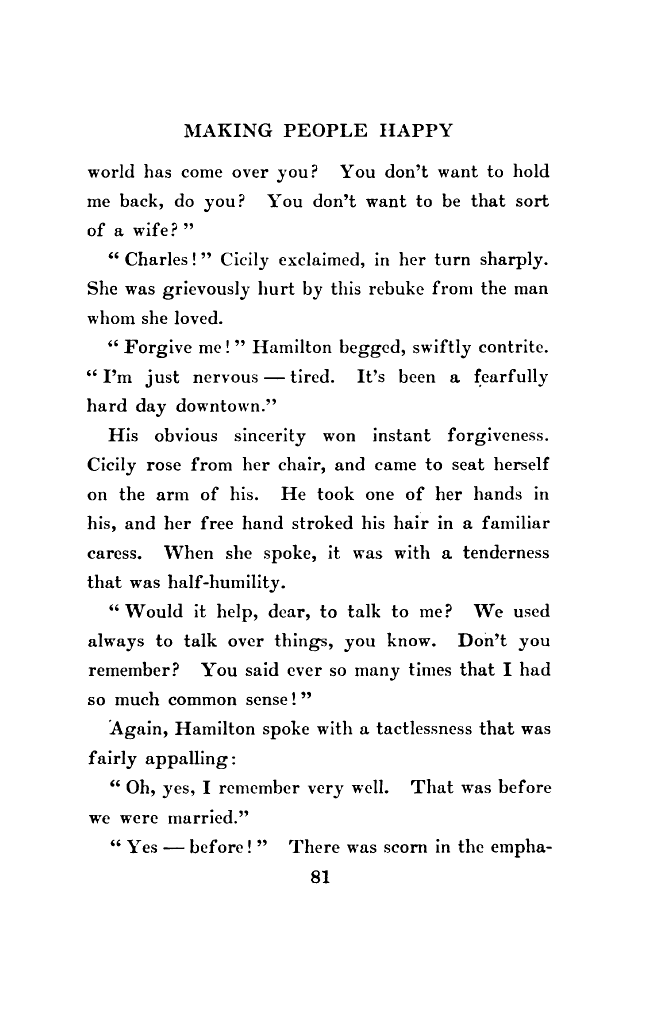 MAKING PEOPLE HAPPY
world has come over you? You don't want to hold
me back, do you? You don't want to be that sort
of a wife?"
"Charles!" Cicily exclaimed, in her turn sharply.
She was grievously hurt by this rebuke from the man
whom she loved.
"Forgive me!" Hamilton begged, swiftly contrite.
"I'm just nervous — tired. It's been a fearfully
hard day downtown."
His obvious sincerity won instant forgiveness.
Cicily rose from her chair, and came to seat herself
on the arm of his. He took one of her hands in
his, and her free hand stroked his hair in a familiar
caress. When she spoke, it was with a tenderness
that was half-humility.
"Would it help, dear, to talk to me? We used
always to talk over things, you know. Don't you
remember? You said ever so many times that I had
so much common sense!"
Again, Hamilton spoke with a tactlessness that was
fairly appalling:
"Oh, yes, I remember very well. That was before
we were married."
"Yes — before!" There was scorn in the empha-
81